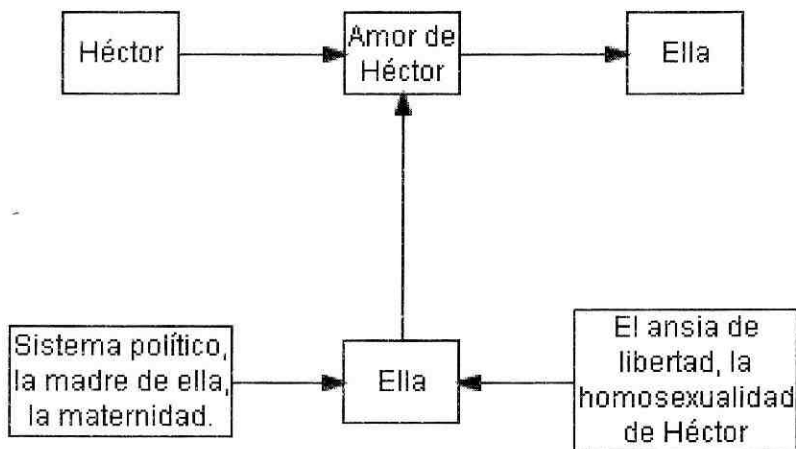 Héctor
Amor de
Héctor
Ella
Sistema político,
la madre de ella,
la maternidad.
Ella
El ansia de
libertad, la
homosexualidad
de Héctor